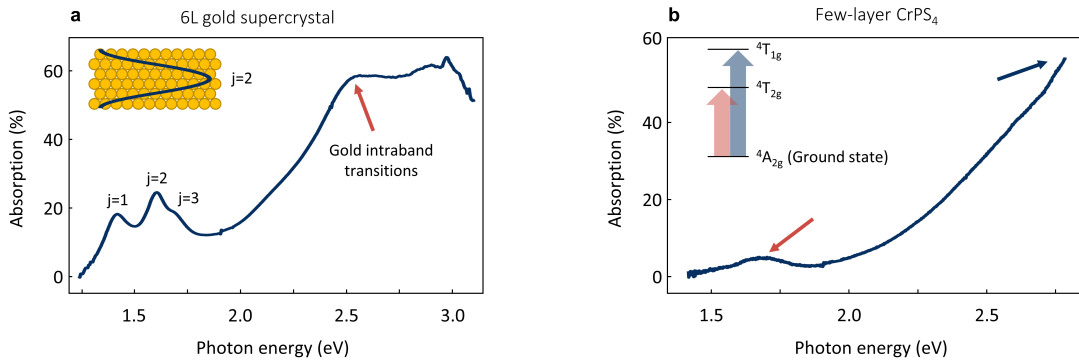 a
6L gold supercrystal
60
40
20
0
Absorption (%)
j=2
j=1
j=2
j=3
Gold intraband
transitions
1.5
2.0
2.5
3.0
Photon energy (eV)
b
Few-layer CrPS₄
60
40
20
0
Absorption (%)
⁴T₁g
⁴T₂g
⁴A₂g (Ground state)
1.5
2.0
2.5
Photon energy (eV)